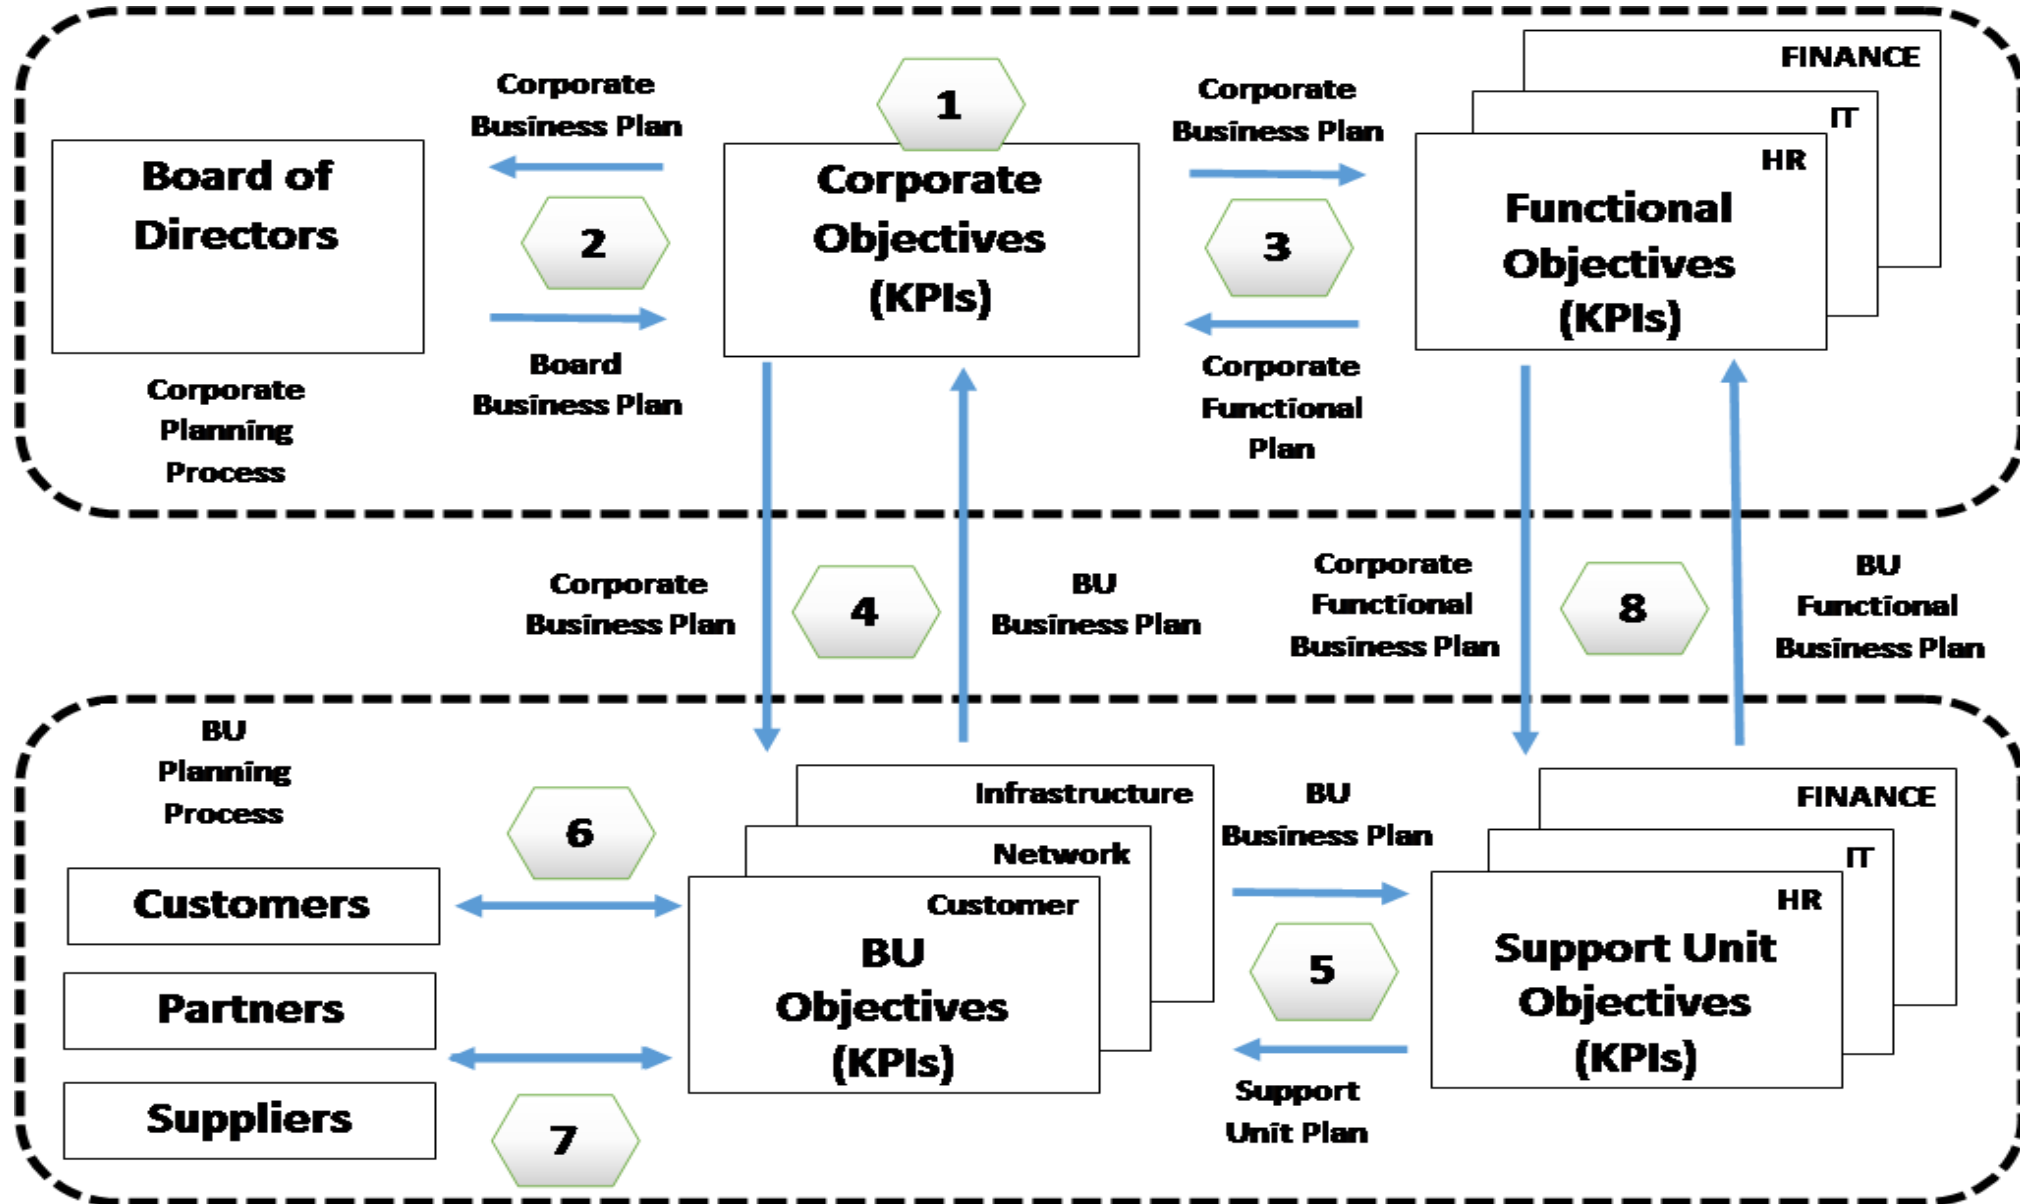 Corporate
Business Plan
1
Corporate
Business Plan
FINANCE
IT
HR
Board of
Directors
2
Corporate
Objectives
(KPIs)
3
Functional
Objectives
(KPIs)
Board
Business Plan
Corporate
Functional
Plan
Corporate
Planning
Process
Corporate
Business Plan
4
BU
Business Plan
Corporate
Functional
Business Plan
8
BU
Functional
Business Plan
BU
Planning
Process
6
Infrastructure
Network
Customer
BU
Business Plan
FINANCE
IT
HR
Customers
Partners
Suppliers
BU
Objectives
(KPIs)
5
Support Unit
Objectives
(KPIs)
7
Support
Unit Plan